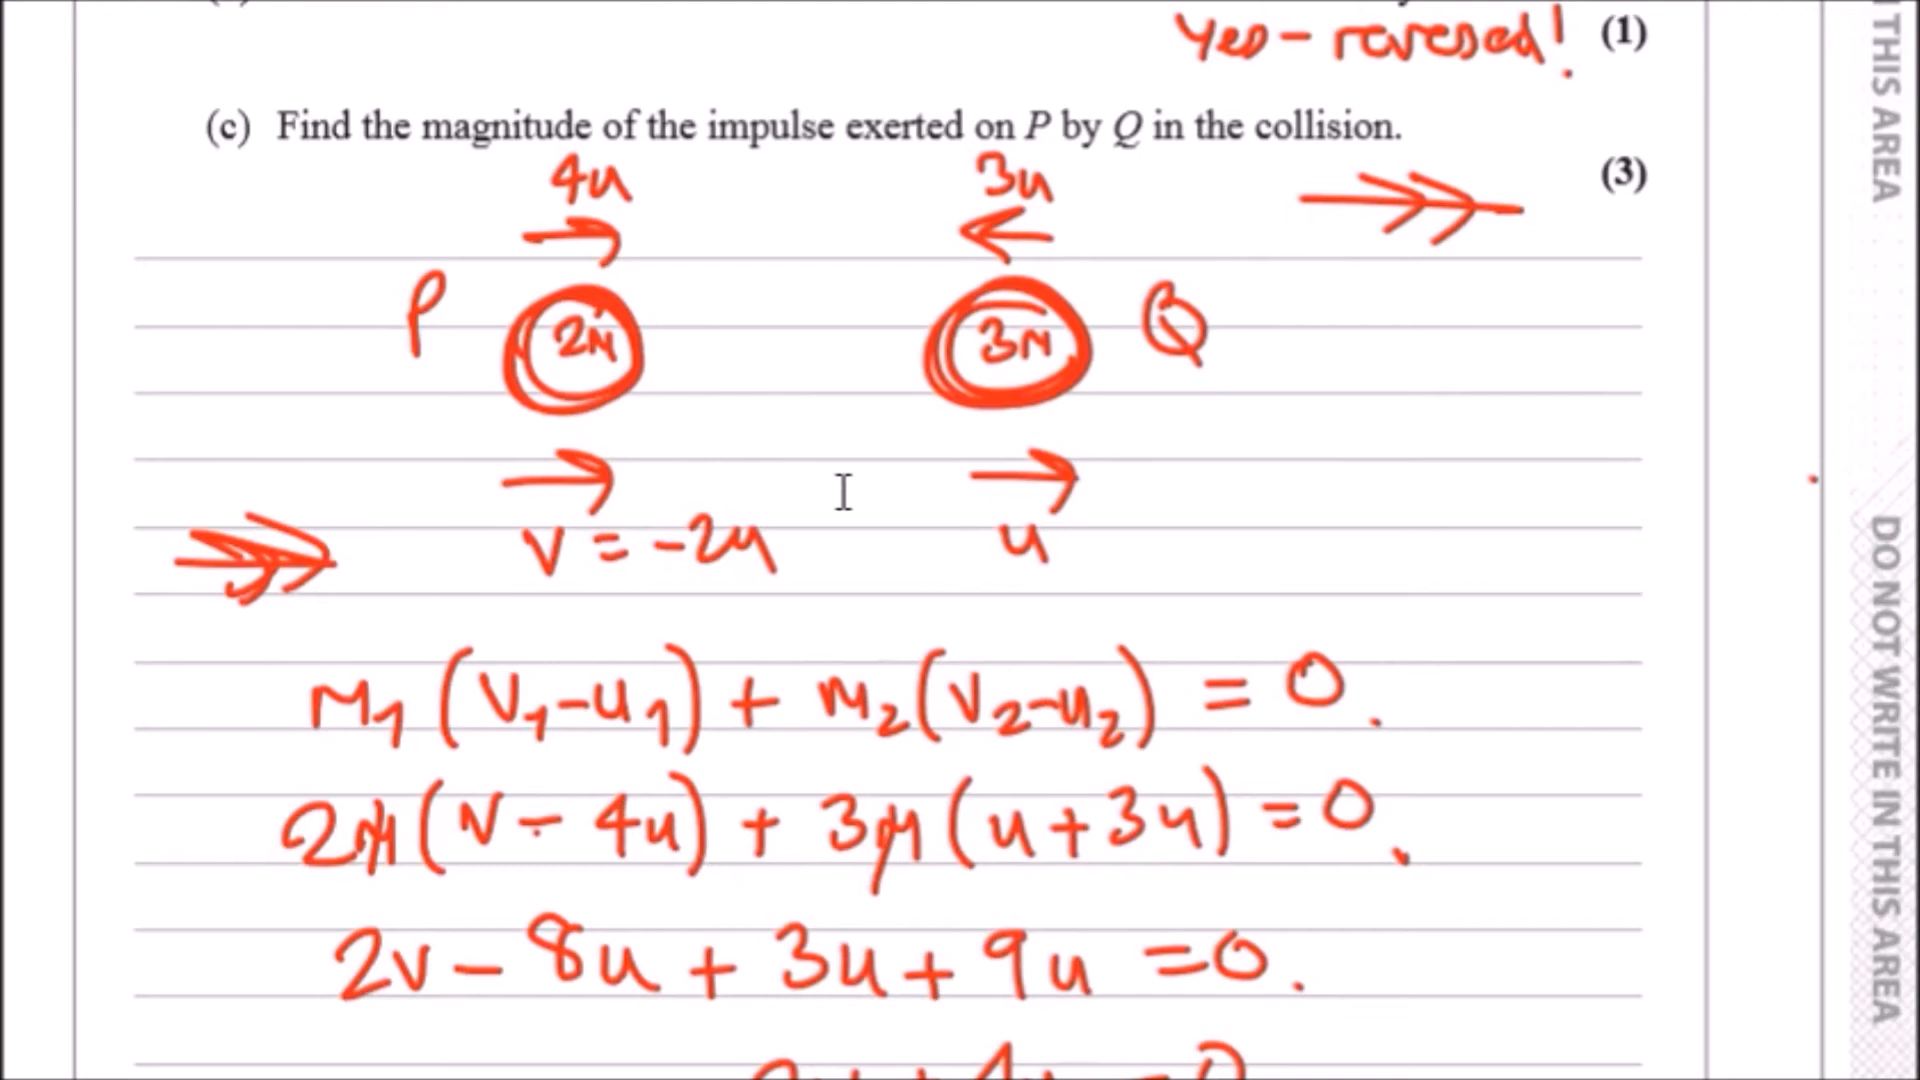 Yes - revesed! (1)
(c) Find the magnitude of the impulse exerted on P by Q in the collision.
(3)
4u 3u
P 2M 3M Q
v = -2u u
M₁ (V₁-u₁) + M₂(V₂-u₂) = 0.
2M(V - 4u) + 3M(u+3u) = 0.
2v - 8u + 3u + 9u = 0.
THIS AREA
DO NOT WRITE IN THIS AREA